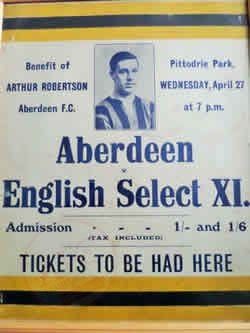 Benefit of
ARTHUR ROBERTSON
Aberdeen F.C.
Pittodrie Park,
WEDNESDAY, April 27
at 7 p.m.
Aberdeen
v
English Select XI.
Admission - - - 1/- and 1/6
(TAX INCLUDED)
TICKETS TO BE HAD HERE